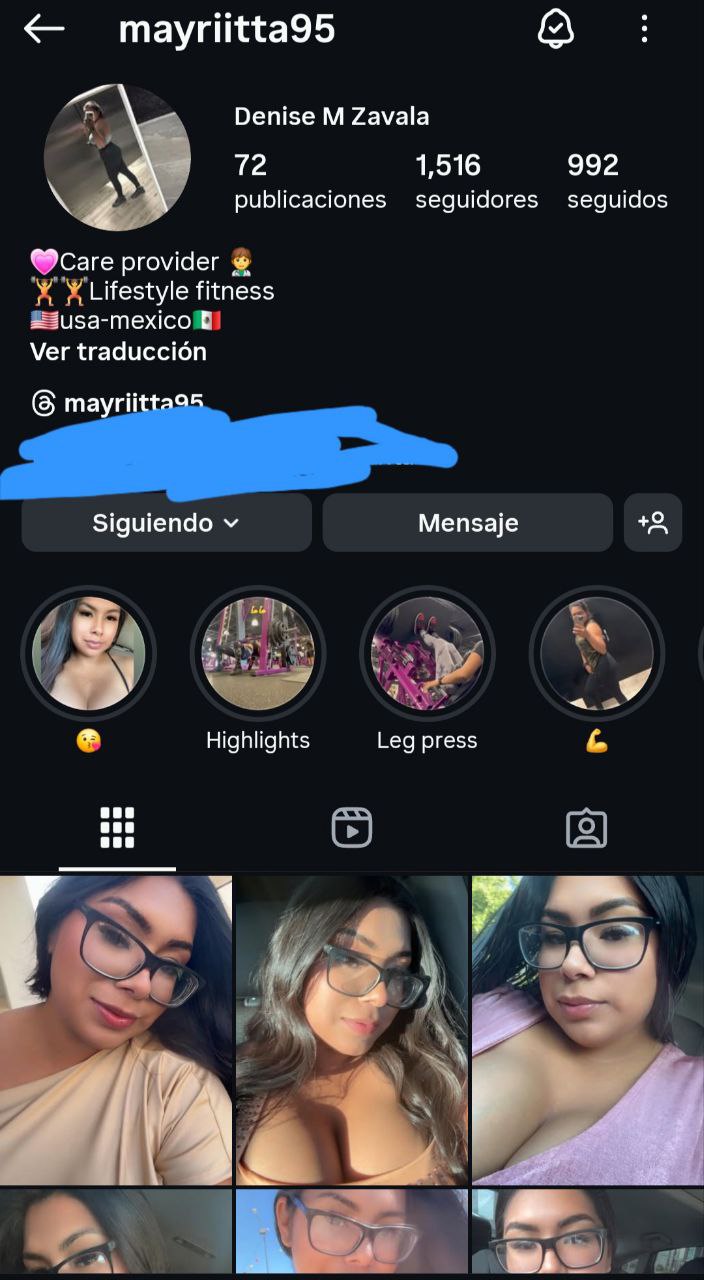 mayriitta95
Denise M Zavala
72 1,516 992
publicaciones seguidores seguidos
💗Care provider 🧑‍⚕️
🏋️🏋️Lifestyle fitness
🇺🇸usa-mexico🇲🇽
Ver traducción
mayriitta95
Siguiendo Mensaje
😘 Highlights Leg press 💪